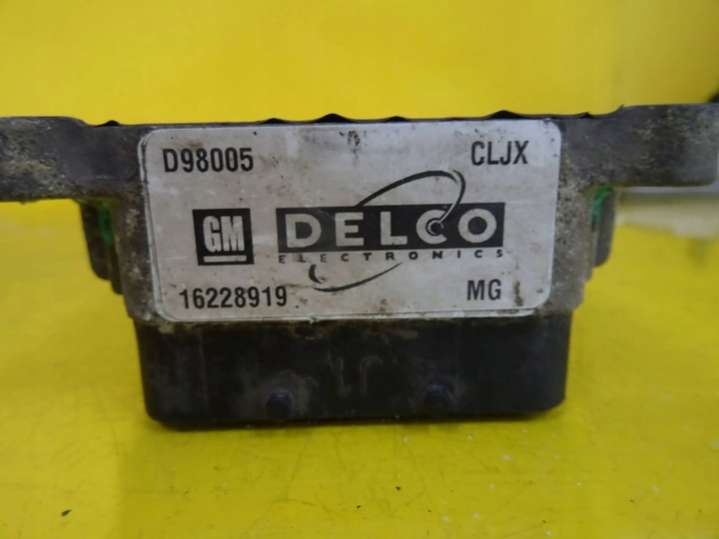 D98005 CLJX
GM DELCO
ELECTRONICS
16228919 MG